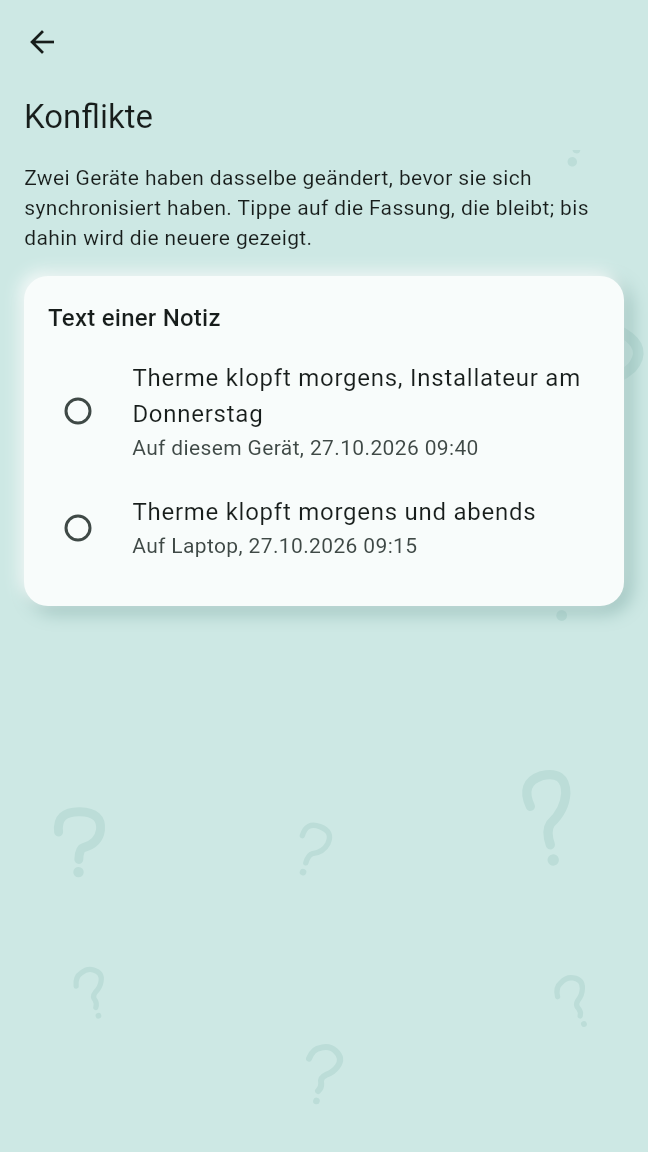 Konflikte
Zwei Geräte haben dasselbe geändert, bevor sie sich
synchronisiert haben. Tippe auf die Fassung, die bleibt; bis
dahin wird die neuere gezeigt.
Text einer Notiz
Therme klopft morgens, Installateur am
Donnerstag
Auf diesem Gerät, 27.10.2026 09:40
Therme klopft morgens und abends
Auf Laptop, 27.10.2026 09:15